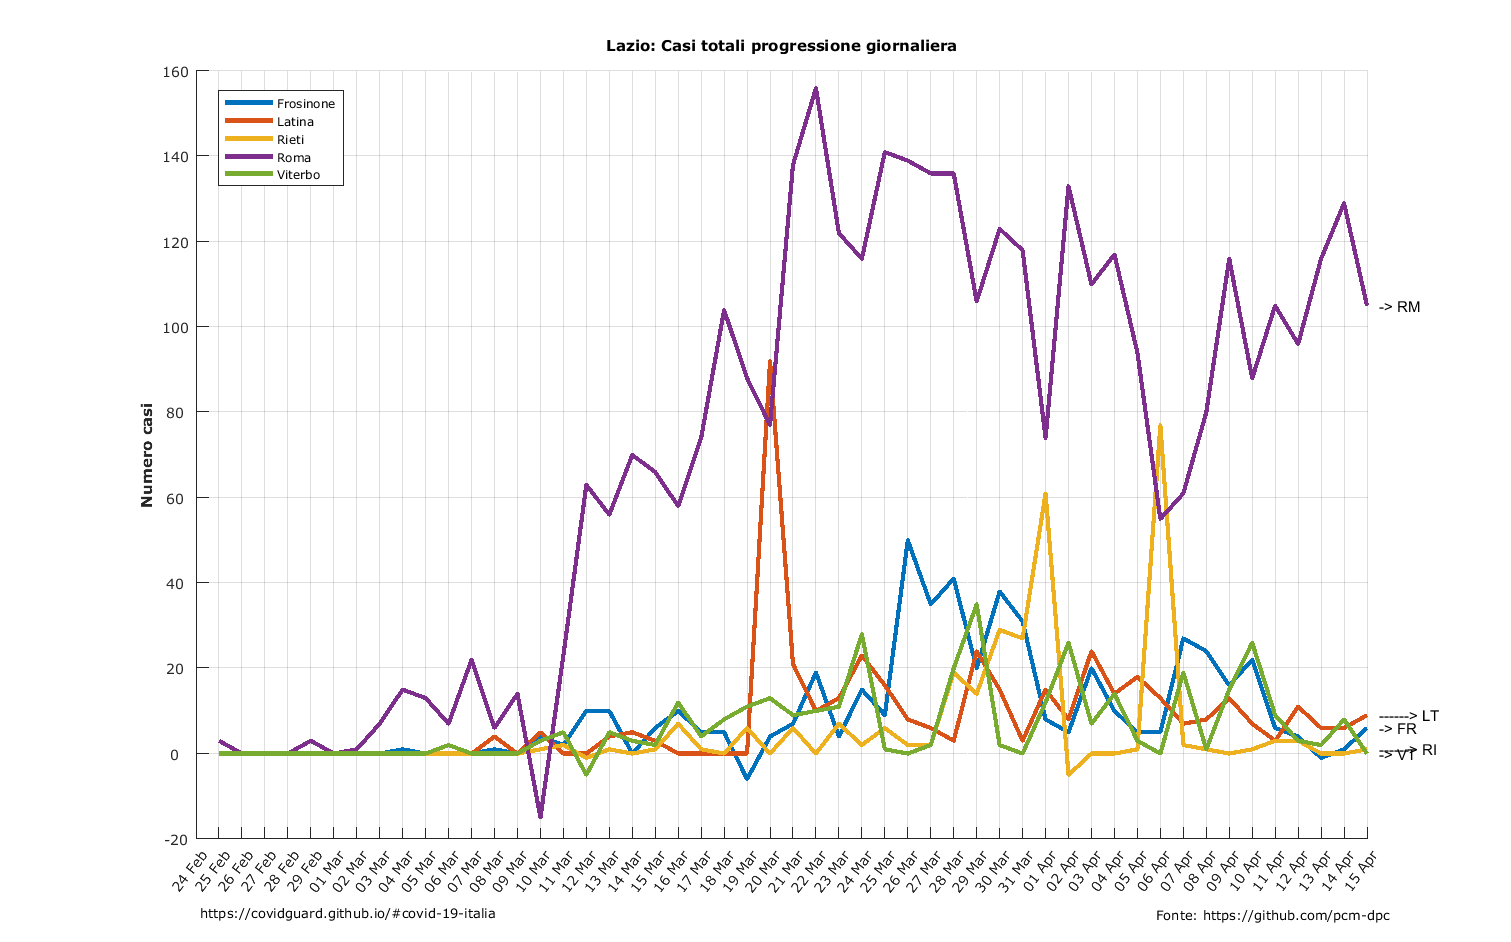 Lazio: Casi totali progressione giornaliera
160
140
120
100
80
60
40
20
0
-20
Numero casi
Frosinone
Latina
Rieti
Roma
Viterbo
-> RM
------> LT
-> FR
------> RI
-> VT
24 Feb
25 Feb
26 Feb
27 Feb
28 Feb
29 Feb
01 Mar
02 Mar
03 Mar
04 Mar
05 Mar
06 Mar
07 Mar
08 Mar
09 Mar
10 Mar
11 Mar
12 Mar
13 Mar
14 Mar
15 Mar
16 Mar
17 Mar
18 Mar
19 Mar
20 Mar
21 Mar
22 Mar
23 Mar
24 Mar
25 Mar
26 Mar
27 Mar
28 Mar
29 Mar
30 Mar
31 Mar
01 Apr
02 Apr
03 Apr
04 Apr
05 Apr
06 Apr
07 Apr
08 Apr
09 Apr
10 Apr
11 Apr
12 Apr
13 Apr
14 Apr
15 Apr
https://covidguard.github.io/#covid-19-italia
Fonte: https://github.com/pcm-dpc